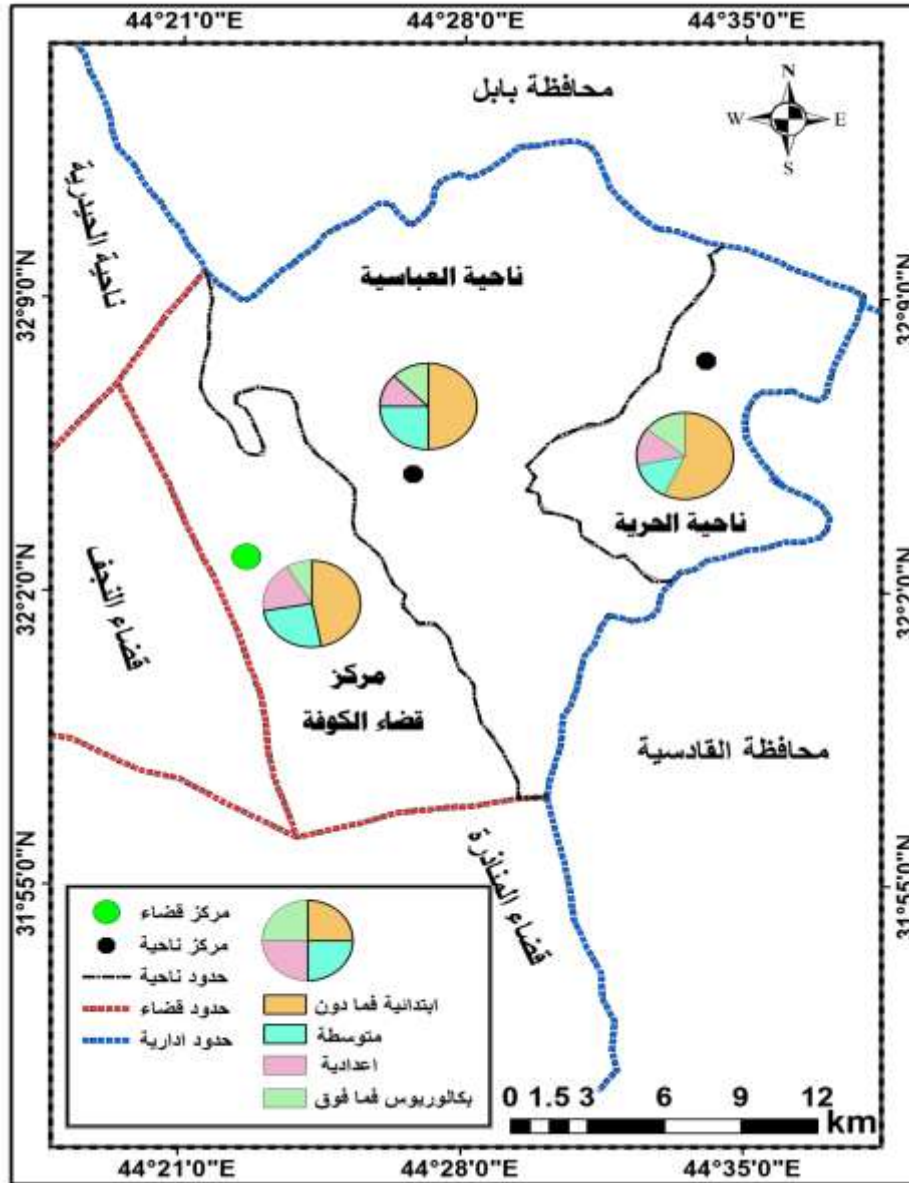 44°21'0"E 44°28'0"E 44°35'0"E
محافظة بابل
N
W E
S
ناحية الحيدرية
ناحية العباسية
32°9'0"N 32°9'0"N
ناحية الحرية
32°2'0"N 32°2'0"N
قضاء النجف
مركز
قضاء الكوفة
محافظة القادسية
قضاء المناذرة
31°55'0"N 31°55'0"N
مركز قضاء
مركز ناحية
حدود ناحية
حدود قضاء
حدود ادارية
ابتدائية فما دون
متوسطة
اعدادية
بكالوريوس فما فوق
0 1.5 3 6 9 12
km
44°21'0"E 44°28'0"E 44°35'0"E